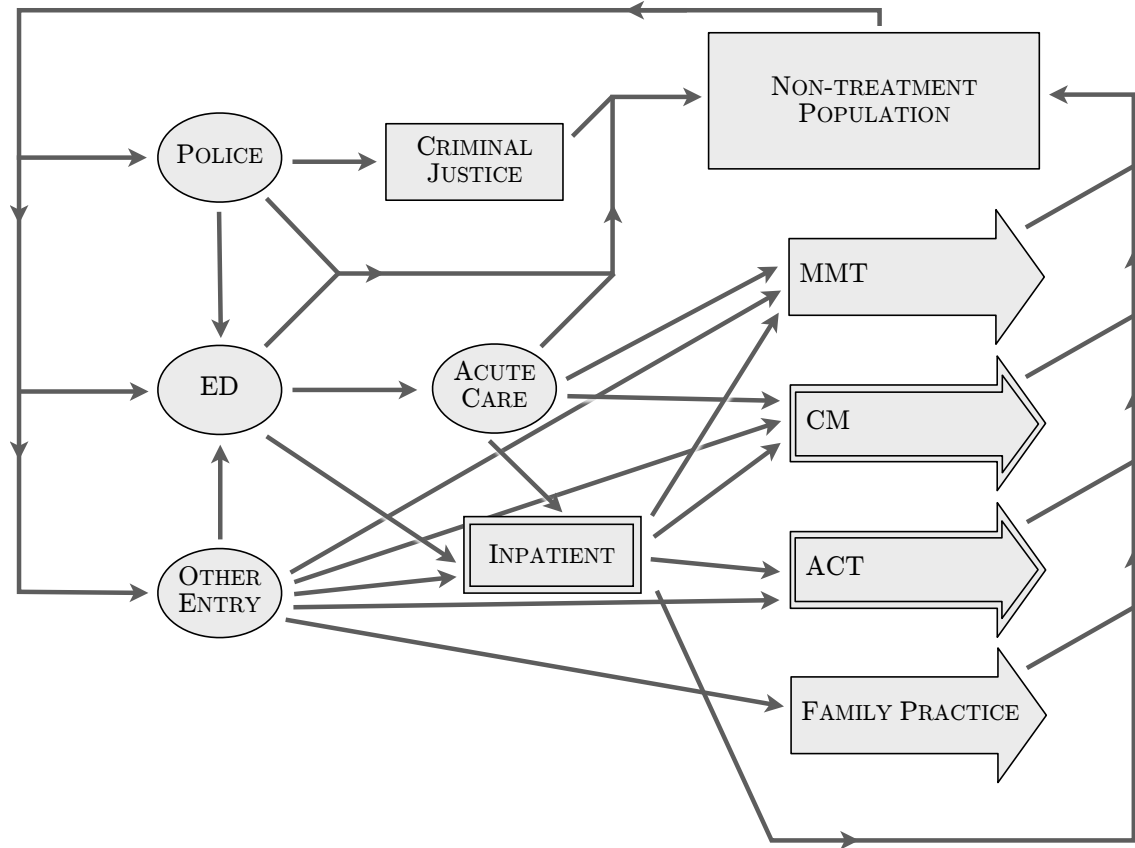 Non-treatment
Population
Police
Criminal
Justice
MMT
ED
Acute
Care
CM
Inpatient
ACT
Other
Entry
Family Practice